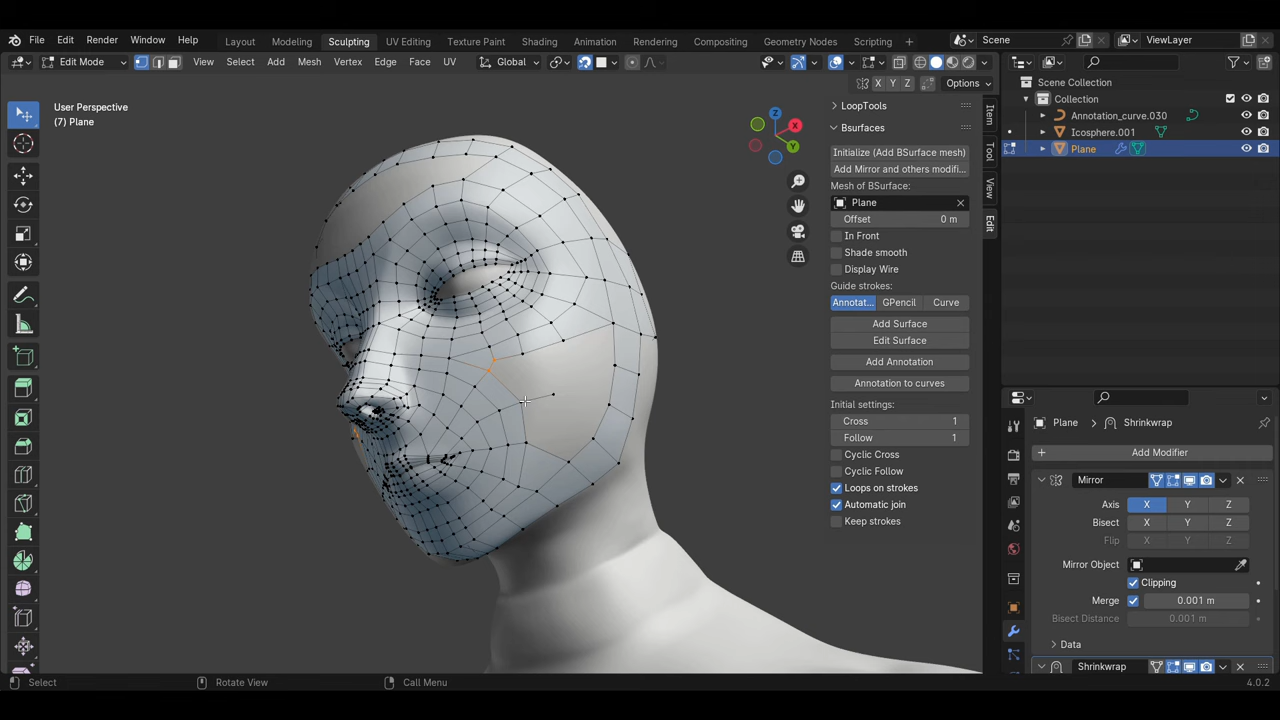 File Edit Render Window Help Layout Modeling Sculpting UV Editing Texture Paint Shading Animation Rendering Compositing Geometry Nodes Scripting + Scene ViewLayer
Edit Mode View Select Add Mesh Vertex Edge Face UV Global
X Y Z Options
User Perspective
(7) Plane
X
Y
Z
LoopTools
Bsurfaces
Initialize (Add BSurface mesh)
Add Mirror and others modifi...
Mesh of BSurface:
Plane
Offset 0 m
In Front
Shade smooth
Display Wire
Guide strokes:
Annotat... GPencil Curve
Add Surface
Edit Surface
Add Annotation
Annotation to curves
Initial settings:
Cross 1
Follow 1
Cyclic Cross
Cyclic Follow
Loops on strokes
Automatic join
Keep strokes
Item
Tool
View
Edit
Scene Collection
Collection
Annotation_curve.030
Icosphere.001
Plane
Plane Shrinkwrap
Add Modifier
Mirror
Axis X Y Z
Bisect X Y Z
Flip X Y Z
Mirror Object
Clipping
Merge 0.001 m
Bisect Distance 0.001 m
Data
Shrinkwrap
Select Rotate View Call Menu 4.0.2